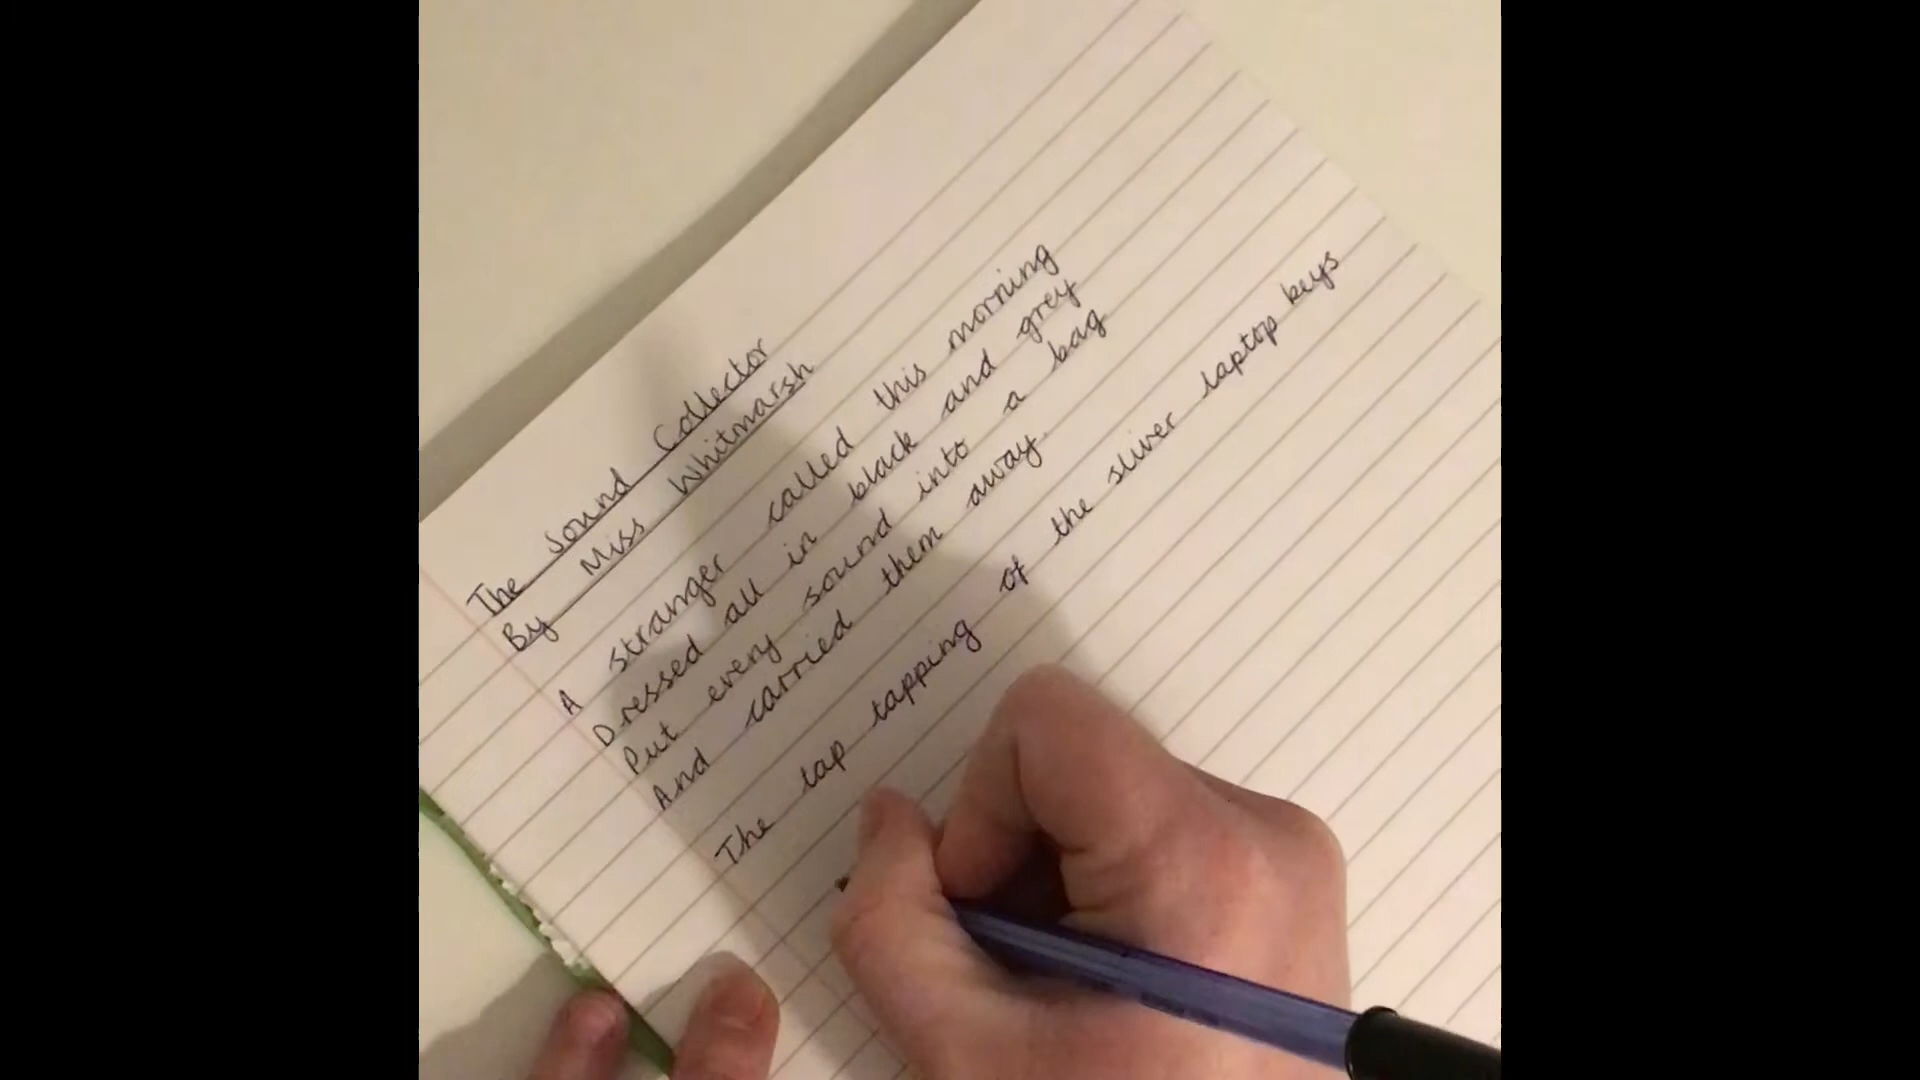 The Sound Collector
By Miss Whitmarsh
A stranger called this morning
Dressed all in black and grey
Put every sound into a bag
And carried them away.
The tap tapping of the sliver laptop keys